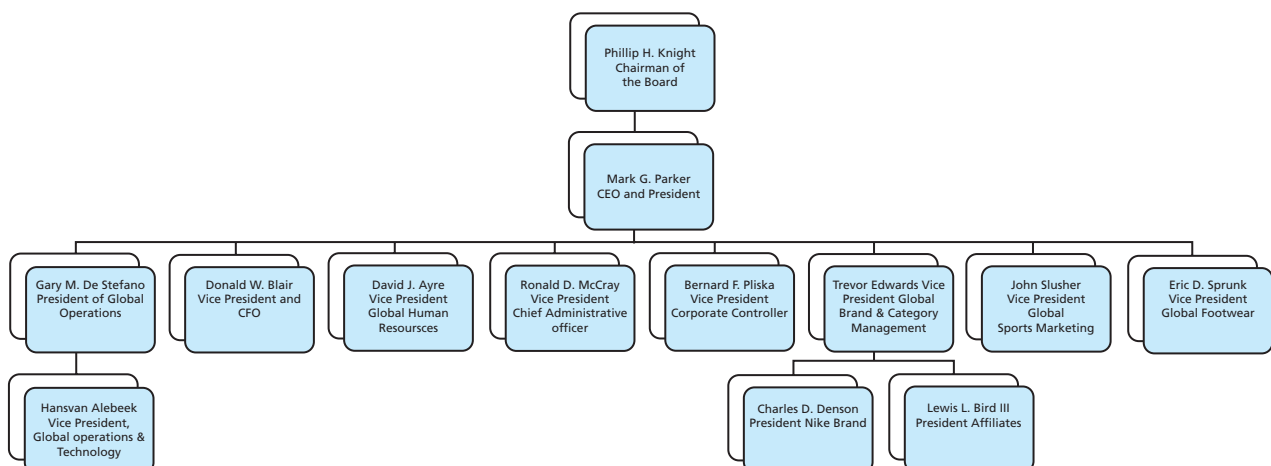 Phillip H. Knight
Chairman of
the Board
Mark G. Parker
CEO and President
Gary M. De Stefano
President of Global
Operations
Donald W. Blair
Vice President and
CFO
David J. Ayre
Vice President
Global Human
Resoursces
Ronald D. McCray
Vice President
Chief Administrative
officer
Bernard F. Pliska
Vice President
Corporate Controller
Trevor Edwards Vice
President Global
Brand & Category
Management
John Slusher
Vice President
Global
Sports Marketing
Eric D. Sprunk
Vice President
Global Footwear
Hansvan Alebeek
Vice President,
Global operations &
Technology
Charles D. Denson
President Nike Brand
Lewis L. Bird III
President Affiliates